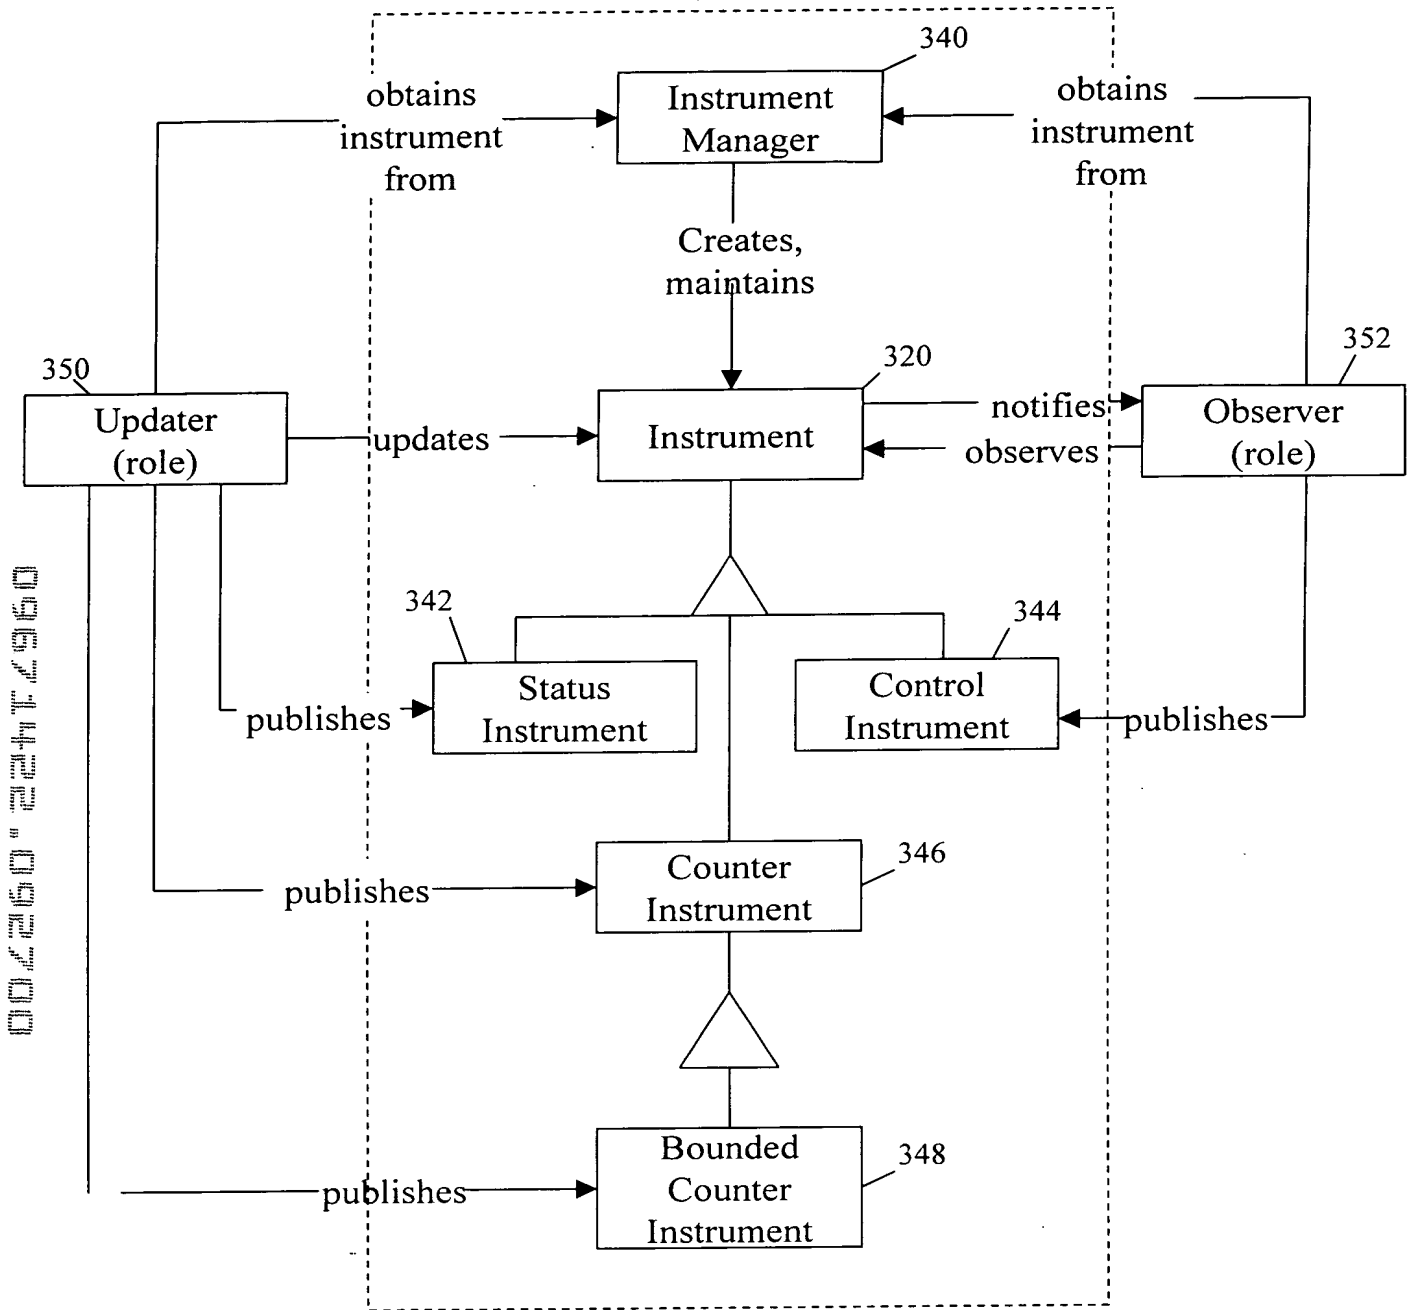 340
Instrument
Manager
obtains
instrument
from
obtains
instrument
from
Creates,
maintains
350
320
352
Updater
(role)
updates
Instrument
notifies
observes
Observer
(role)
342
344
Status
Instrument
Control
Instrument
publishes
publishes
Counter
Instrument
346
publishes
Bounded
Counter
Instrument
348
publishes
09671424.092700